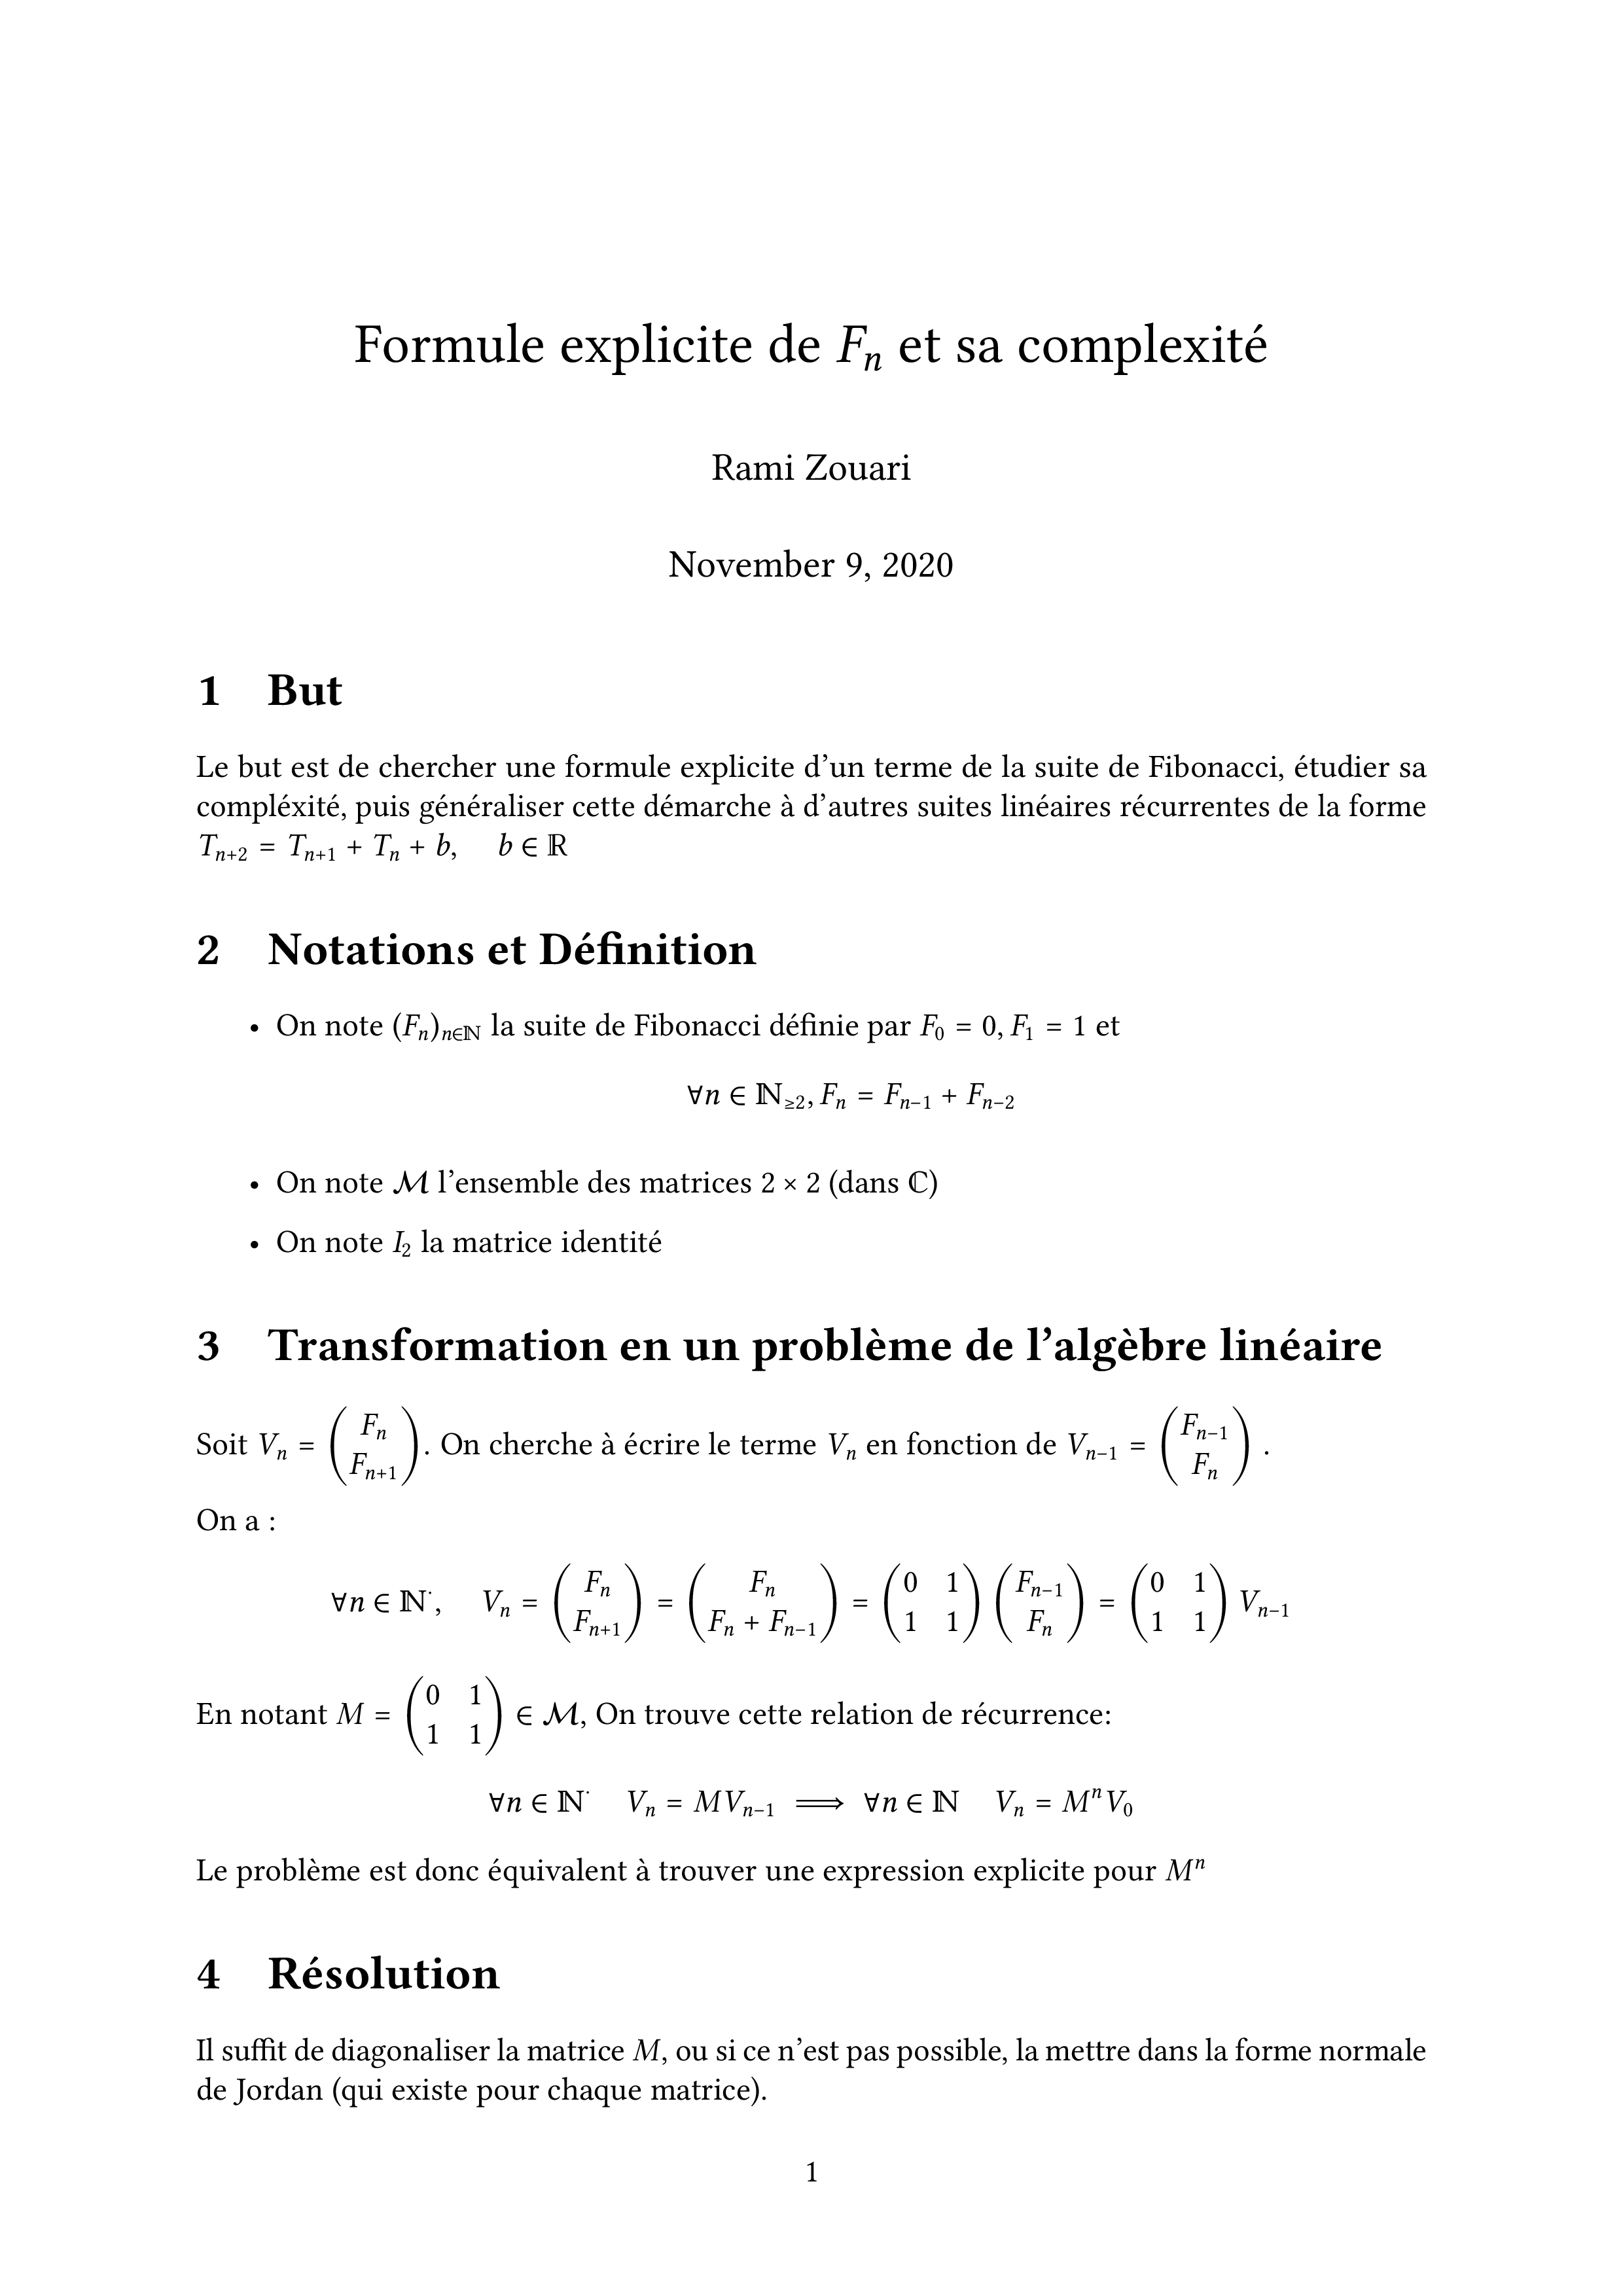 Formule explicite de Fₙ et sa complexité
Rami Zouari
November 9, 2020
1 But
Le but est de chercher une formule explicite d’un terme de la suite de Fibonacci, étudier sa
compléxité, puis généraliser cette démarche à d’autres suites linéaires récurrentes de la forme
$T_{n+2} = T_{n+1} + T_n + b, \quad b \in \mathbb{R}$
2 Notations et Définition
• On note $(F_n)_{n \in \mathbb{N}}$ la suite de Fibonacci définie par $F_0 = 0, F_1 = 1$ et
$\forall n \in \mathbb{N}_{\geq 2}, F_n = F_{n-1} + F_{n-2}$
• On note $\mathcal{M}$ l’ensemble des matrices $2 \times 2$ (dans $\mathbb{C}$)
• On note $I_2$ la matrice identité
3 Transformation en un problème de l’algèbre linéaire
Soit $V_n = \begin{pmatrix} F_n \\ F_{n+1} \end{pmatrix}$. On cherche à écrire le terme $V_n$ en fonction de $V_{n-1} = \begin{pmatrix} F_{n-1} \\ F_n \end{pmatrix}$ .
On a :
$\forall n \in \mathbb{N}^{\cdot}, \quad V_n = \begin{pmatrix} F_n \\ F_{n+1} \end{pmatrix} = \begin{pmatrix} F_n \\ F_n + F_{n-1} \end{pmatrix} = \begin{pmatrix} 0 & 1 \\ 1 & 1 \end{pmatrix} \begin{pmatrix} F_{n-1} \\ F_n \end{pmatrix} = \begin{pmatrix} 0 & 1 \\ 1 & 1 \end{pmatrix} V_{n-1}$
En notant $M = \begin{pmatrix} 0 & 1 \\ 1 & 1 \end{pmatrix} \in \mathcal{M}$, On trouve cette relation de récurrence:
$\forall n \in \mathbb{N}^{\cdot} \quad V_n = MV_{n-1} \implies \forall n \in \mathbb{N} \quad V_n = M^n V_0$
Le problème est donc équivalent à trouver une expression explicite pour $M^n$
4 Résolution
Il suffit de diagonaliser la matrice $M$, ou si ce n’est pas possible, la mettre dans la forme normale
de Jordan (qui existe pour chaque matrice).
1